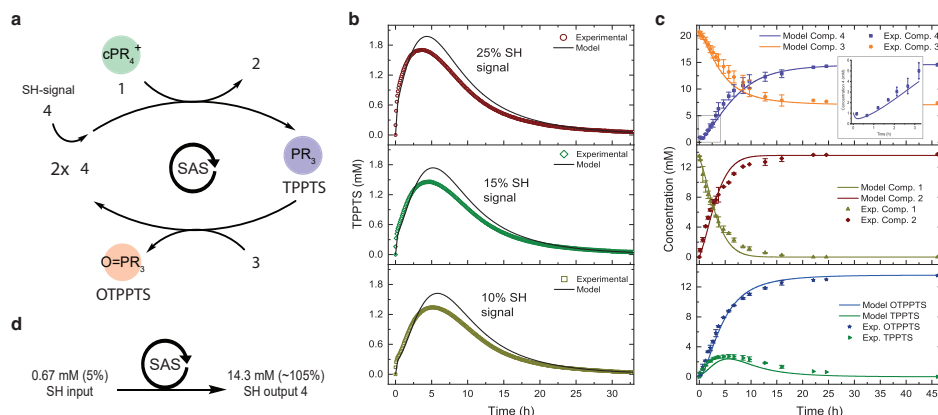 a
cPR4+
1
2
SH-signal
4
2x 4
SAS
PR3
TPPTS
O=PR3
OTPPTS
3
d
0.67 mM (5%)
SH input
SAS
14.3 mM (~105%)
SH output 4
b
1.8
1.2
0.6
0.0
Experimental
Model
25% SH
signal
1.8
1.2
0.6
0.0
Experimental
Model
15% SH
signal
1.8
1.2
0.6
0.0
Experimental
Model
10% SH
signal
TPPTS (mM)
0 5 10 15 20 25 30
Time (h)
c
20
15
10
5
0
Model Comp. 4
Model Comp. 3
Exp. Comp. 4
Exp. Comp. 3
Time (h)
12
8
4
0
Model Comp. 1
Model Comp. 2
Exp. Comp. 1
Exp. Comp. 2
12
8
4
0
Model OTPPTS
Model TPPTS
Exp. OTPPTS
Exp. TPPTS
Concentration (mM)
0 5 10 15 20 25 30 35 40 45
Time (h)